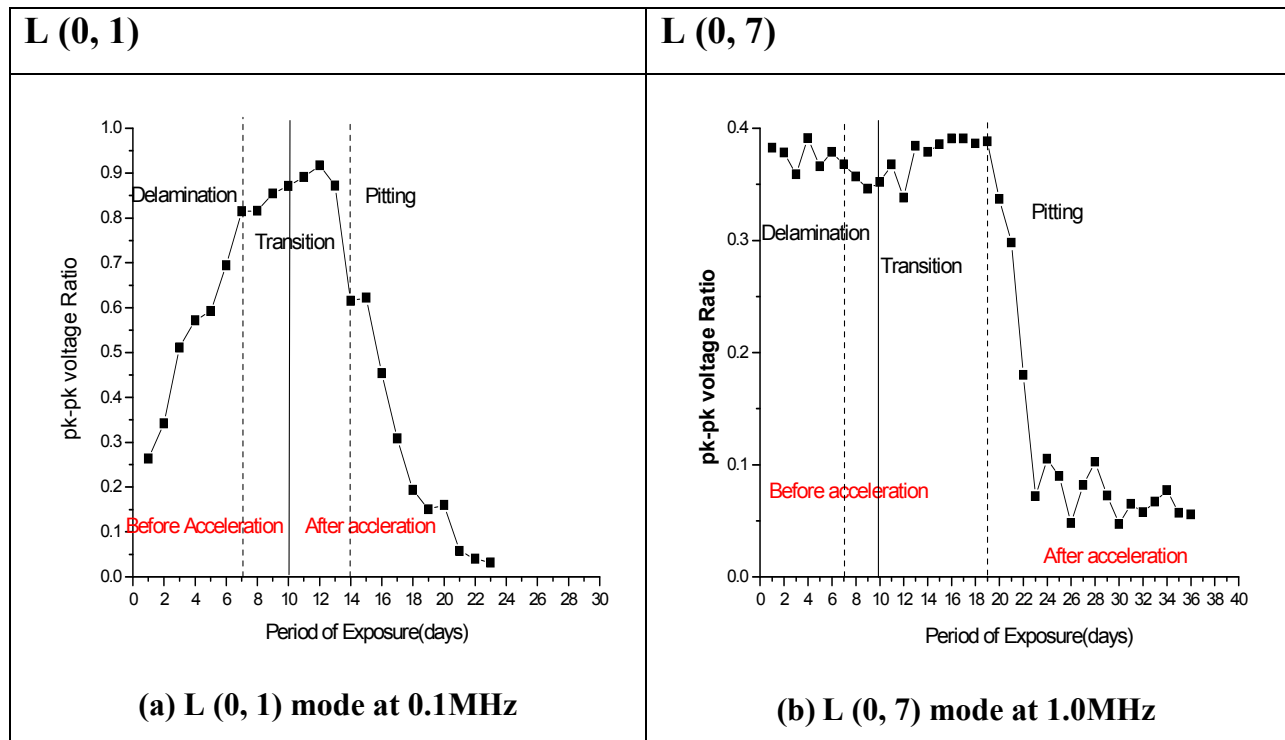 L (0, 1)
L (0, 7)
1.0
0.9
0.8
0.7
0.6
0.5
0.4
0.3
0.2
0.1
0.0
pk-pk voltage Ratio
Delamination
Transition
Pitting
Before Acceleration
After accleration
0 2 4 6 8 10 12 14 16 18 20 22 24 26 28 30
Period of Exposure(days)
(a) L (0, 1) mode at 0.1MHz
0.4
0.3
0.2
0.1
0.0
pk-pk voltage Ratio
Delamination
Transition
Pitting
Before acceleration
After acceleration
0 2 4 6 8 10 12 14 16 18 20 22 24 26 28 30 32 34 36 38 40
Period of Exposure(days)
(b) L (0, 7) mode at 1.0MHz